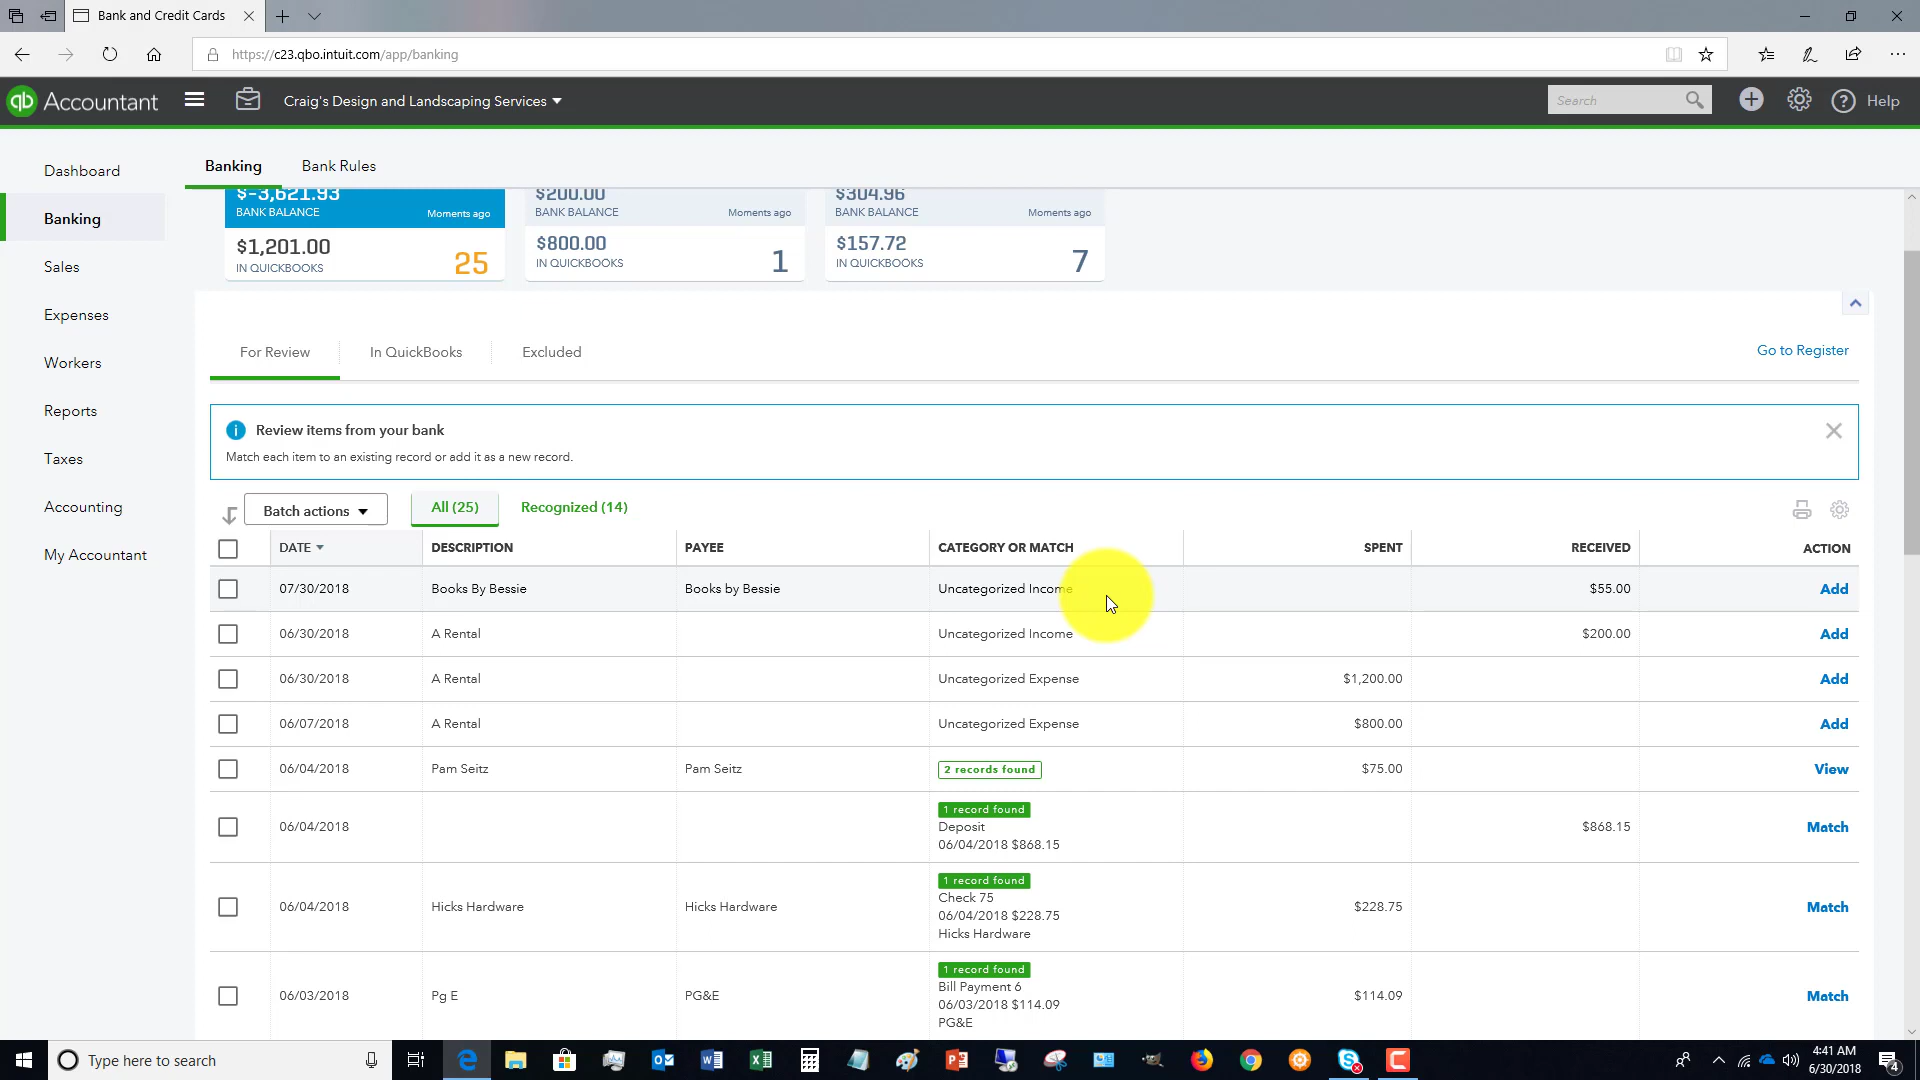 Bank and Credit Cards
https://c23.qbo.intuit.com/app/banking
qb Accountant
Craig's Design and Landscaping Services
Search
Help
Dashboard
Banking
Sales
Expenses
Workers
Reports
Taxes
Accounting
My Accountant
Banking Bank Rules
$-3,621.93 $200.00 $304.96
BANK BALANCE Moments ago BANK BALANCE Moments ago BANK BALANCE Moments ago
$1,201.00 25 $800.00 1 $157.72 7
IN QUICKBOOKS IN QUICKBOOKS IN QUICKBOOKS
For Review In QuickBooks Excluded Go to Register
Review items from your bank
Match each item to an existing record or add it as a new record.
Batch actions All (25) Recognized (14)
DATE DESCRIPTION PAYEE CATEGORY OR MATCH SPENT RECEIVED ACTION
07/30/2018 Books By Bessie Books by Bessie Uncategorized Income $55.00 Add
06/30/2018 A Rental Uncategorized Income $200.00 Add
06/30/2018 A Rental Uncategorized Expense $1,200.00 Add
06/07/2018 A Rental Uncategorized Expense $800.00 Add
06/04/2018 Pam Seitz Pam Seitz 2 records found $75.00 View
1 record found
06/04/2018 Deposit $868.15 Match
06/04/2018 $868.15
1 record found
Check 75
06/04/2018 Hicks Hardware Hicks Hardware 06/04/2018 $228.75 $228.75 Match
Hicks Hardware
1 record found
Bill Payment 6
06/03/2018 Pg E PG&E 06/03/2018 $114.09 $114.09 Match
PG&E
Type here to search
4:41 AM
6/30/2018
4